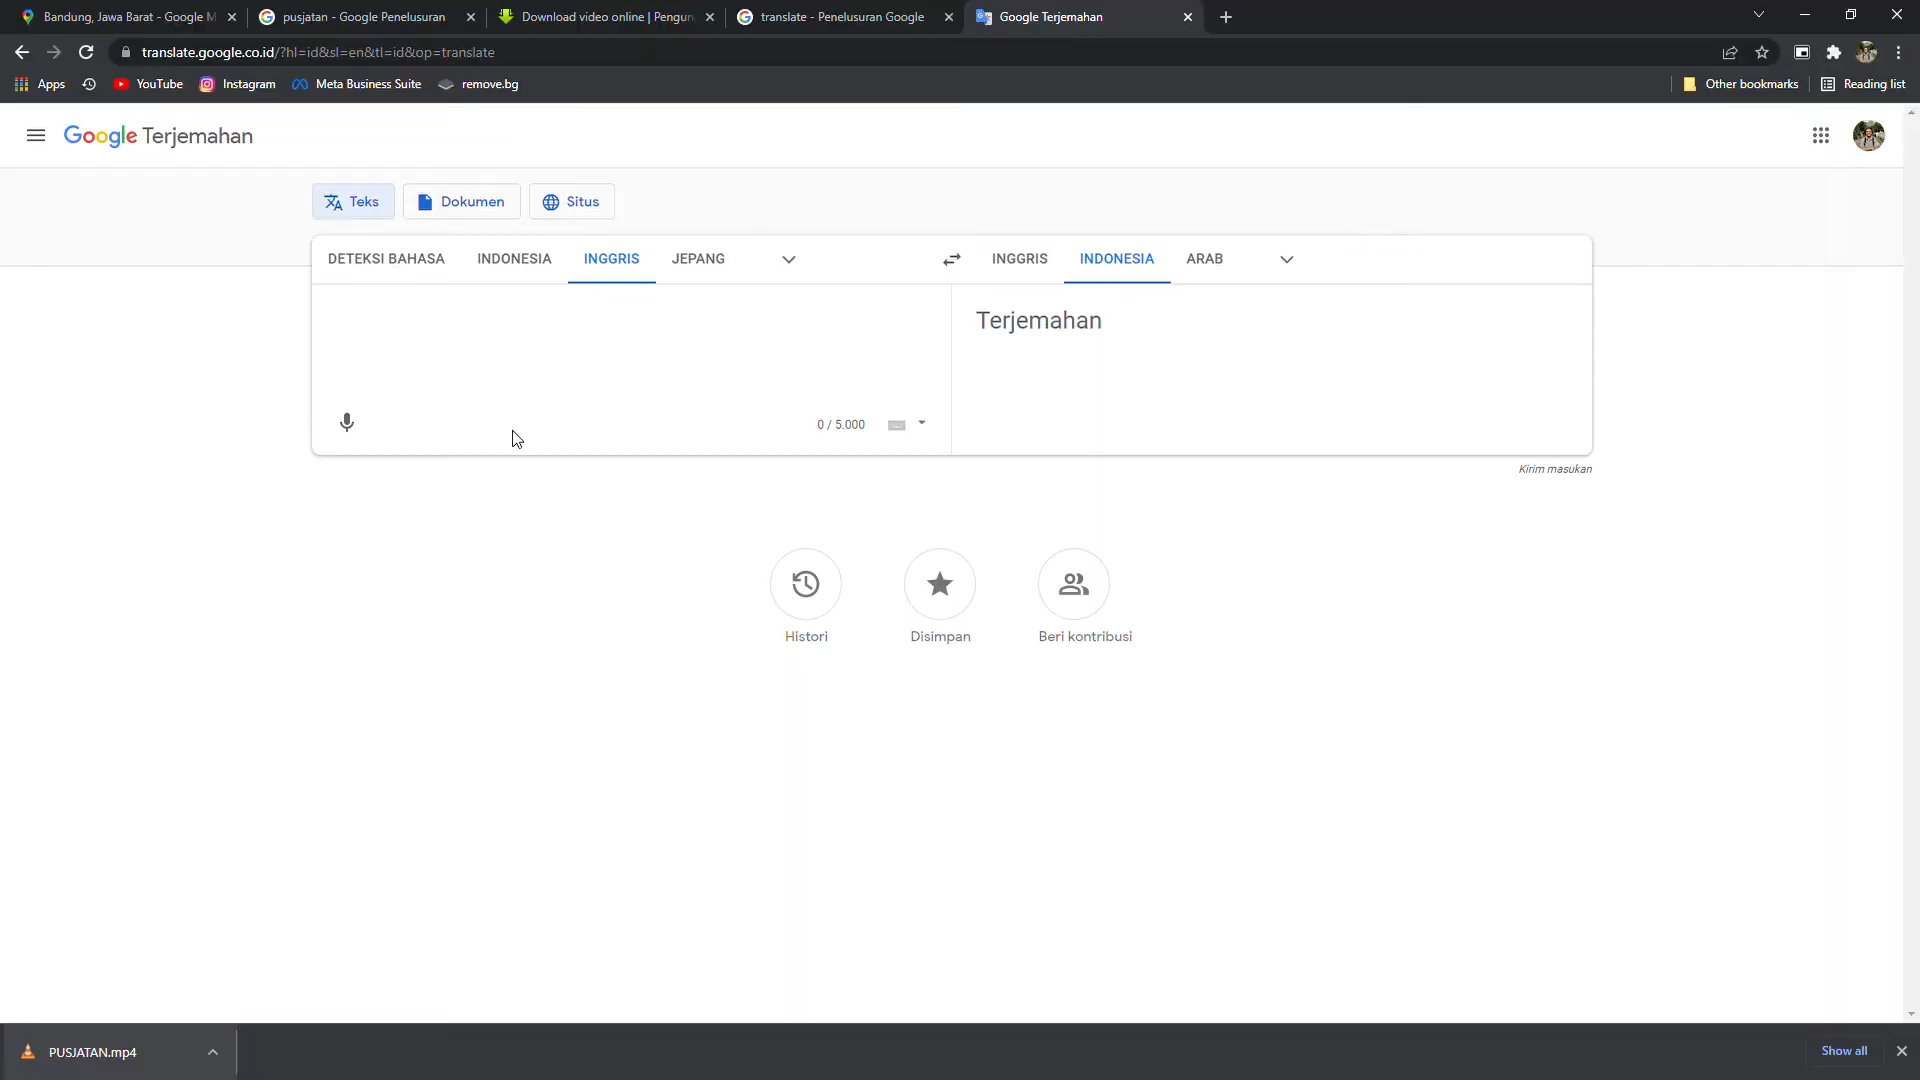 Bandung, Jawa Barat - Google M
pusjatan - Google Penelusuran
Download video online | Pengun
translate - Penelusuran Google
Google Terjemahan
translate.google.co.id/?hl=id&sl=en&tl=id&op=translate
Apps
YouTube
Instagram
Meta Business Suite
remove.bg
Other bookmarks
Reading list
Google Terjemahan
Teks
Dokumen
Situs
DETEKSI BAHASA
INDONESIA
INGGRIS
JEPANG
INGGRIS
INDONESIA
ARAB
Terjemahan
0 / 5.000
Kirim masukan
Histori
Disimpan
Beri kontribusi
PUSJATAN.mp4
Show all